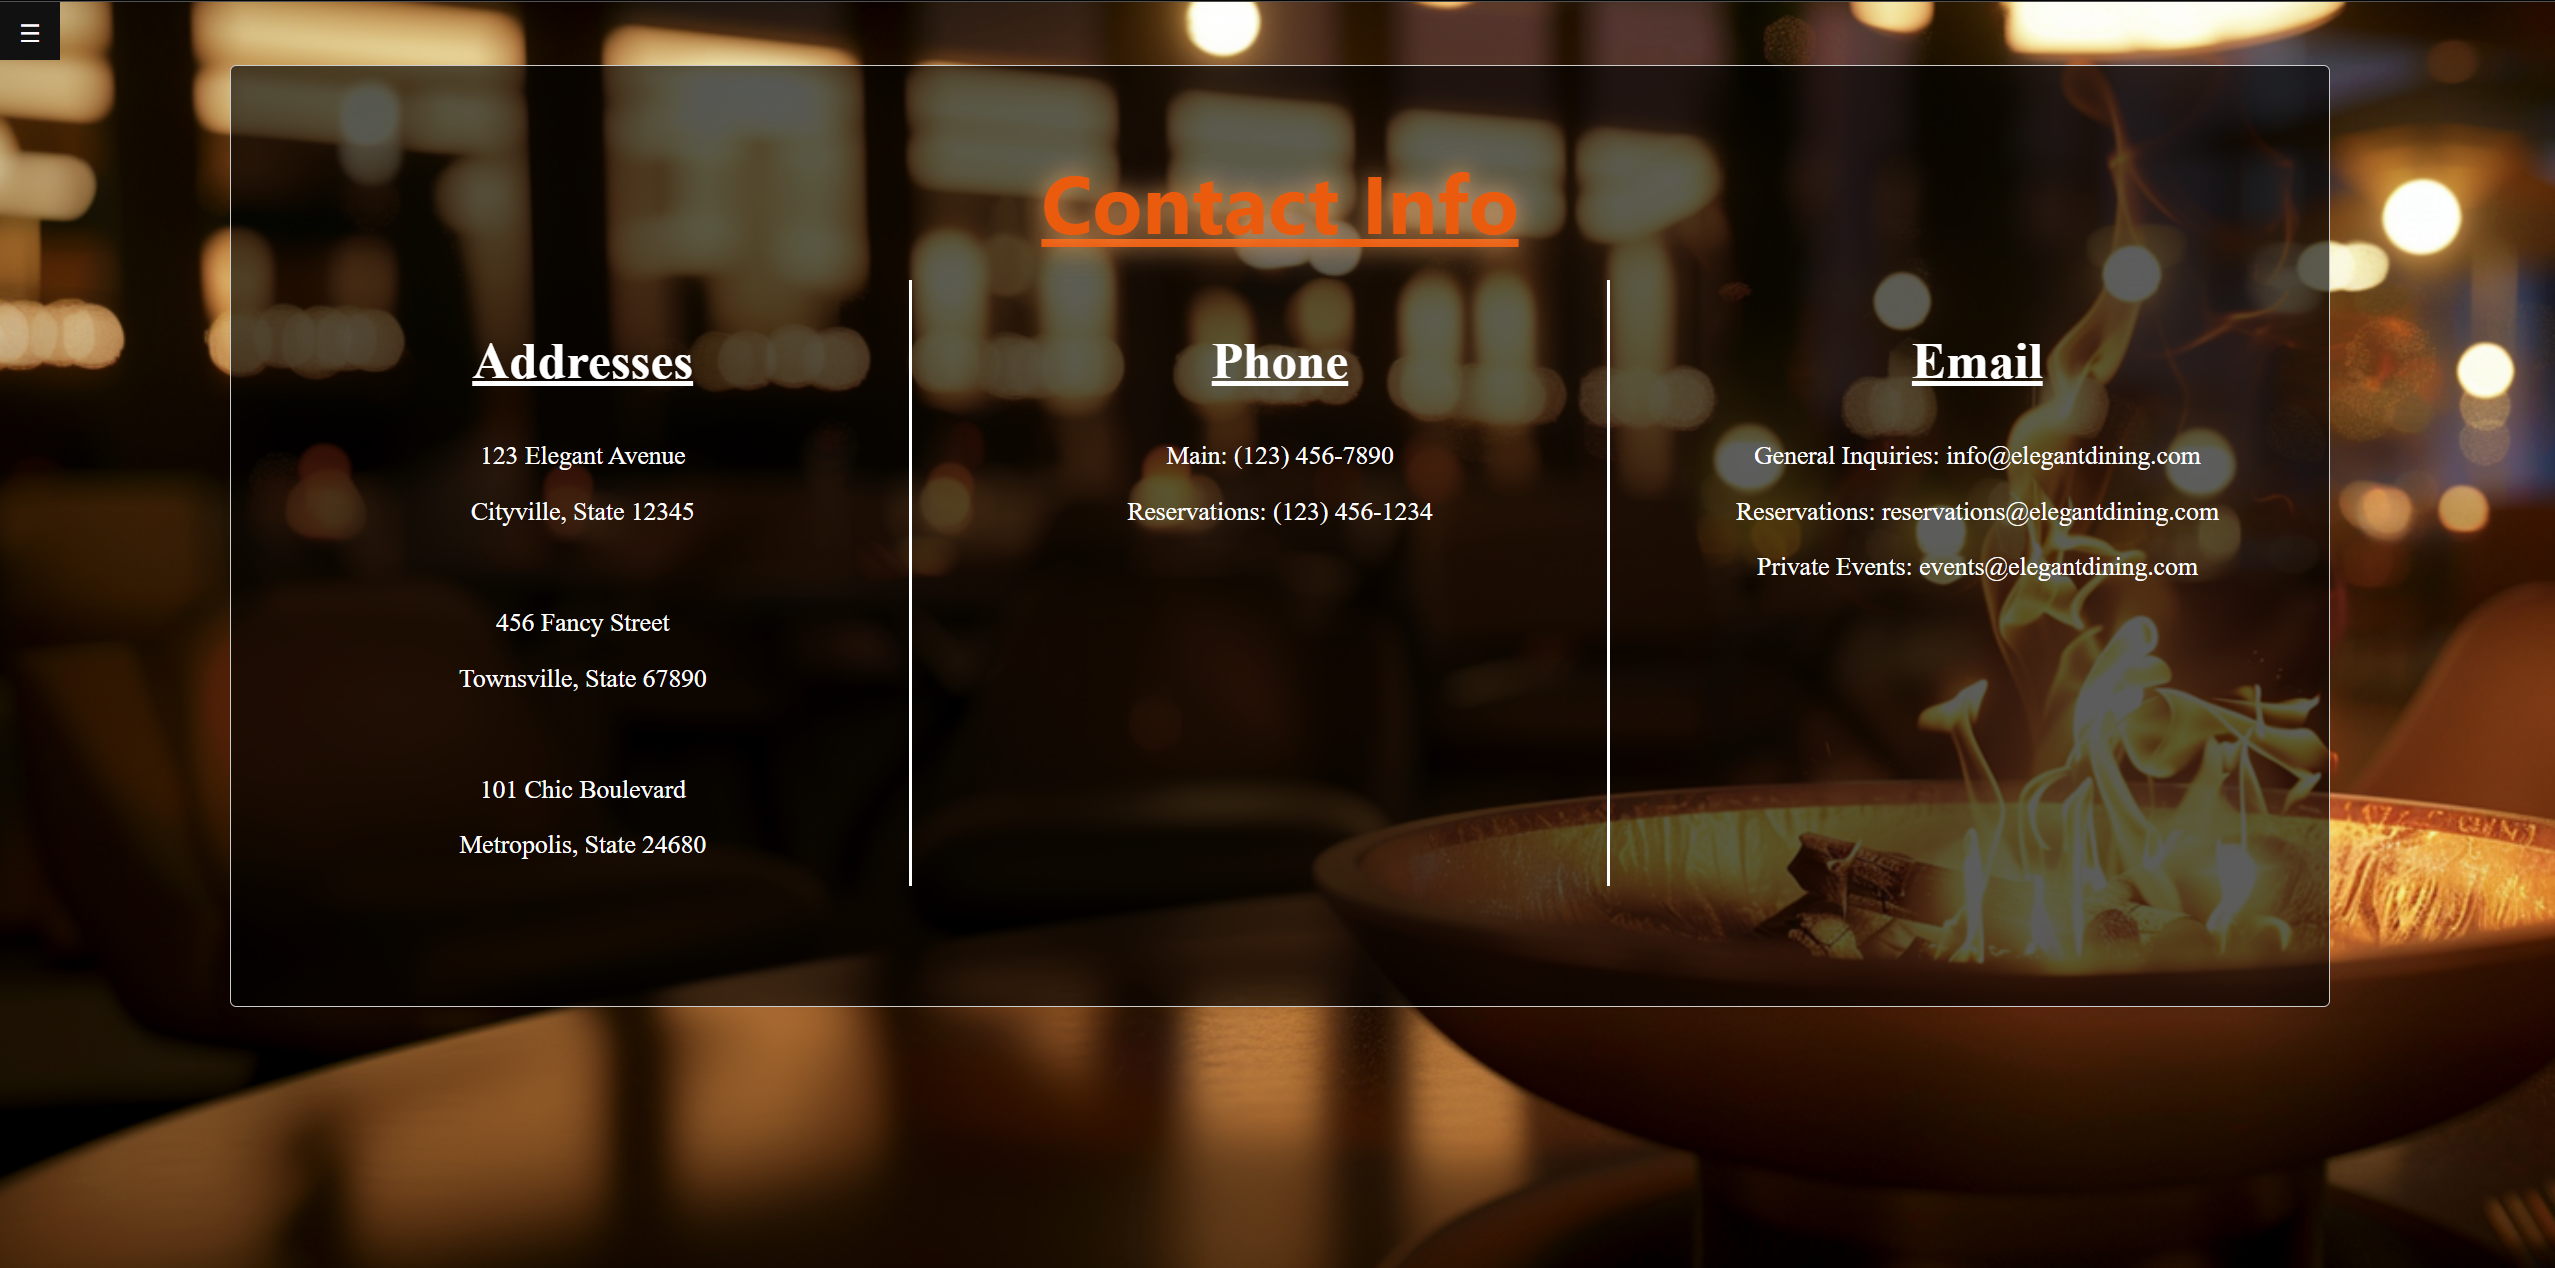 Contact Info
Addresses
123 Elegant Avenue
Cityville, State 12345
456 Fancy Street
Townsville, State 67890
101 Chic Boulevard
Metropolis, State 24680
Phone
Main: (123) 456-7890
Reservations: (123) 456-1234
Email
General Inquiries: info@elegantdining.com
Reservations: reservations@elegantdining.com
Private Events: events@elegantdining.com